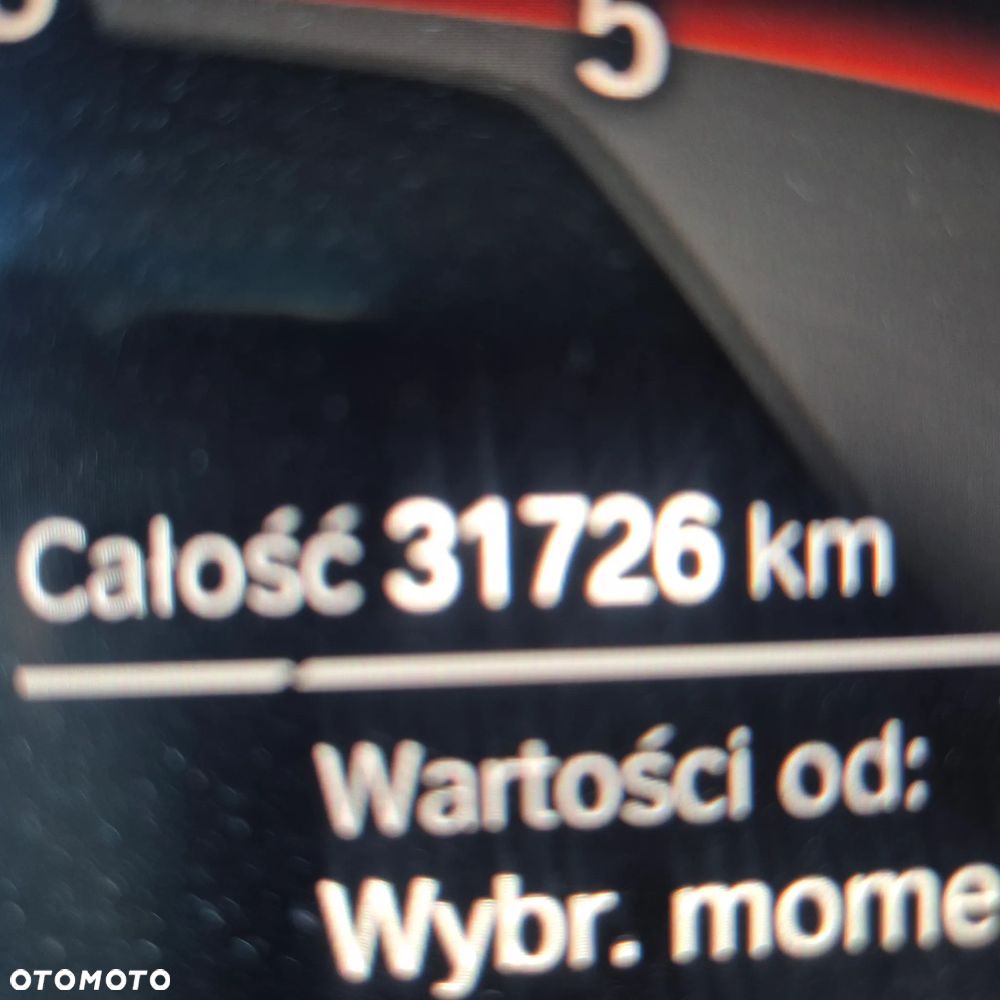 5
Całość 31726 km
Wartości od:
Wybr. mome
OTOMOTO